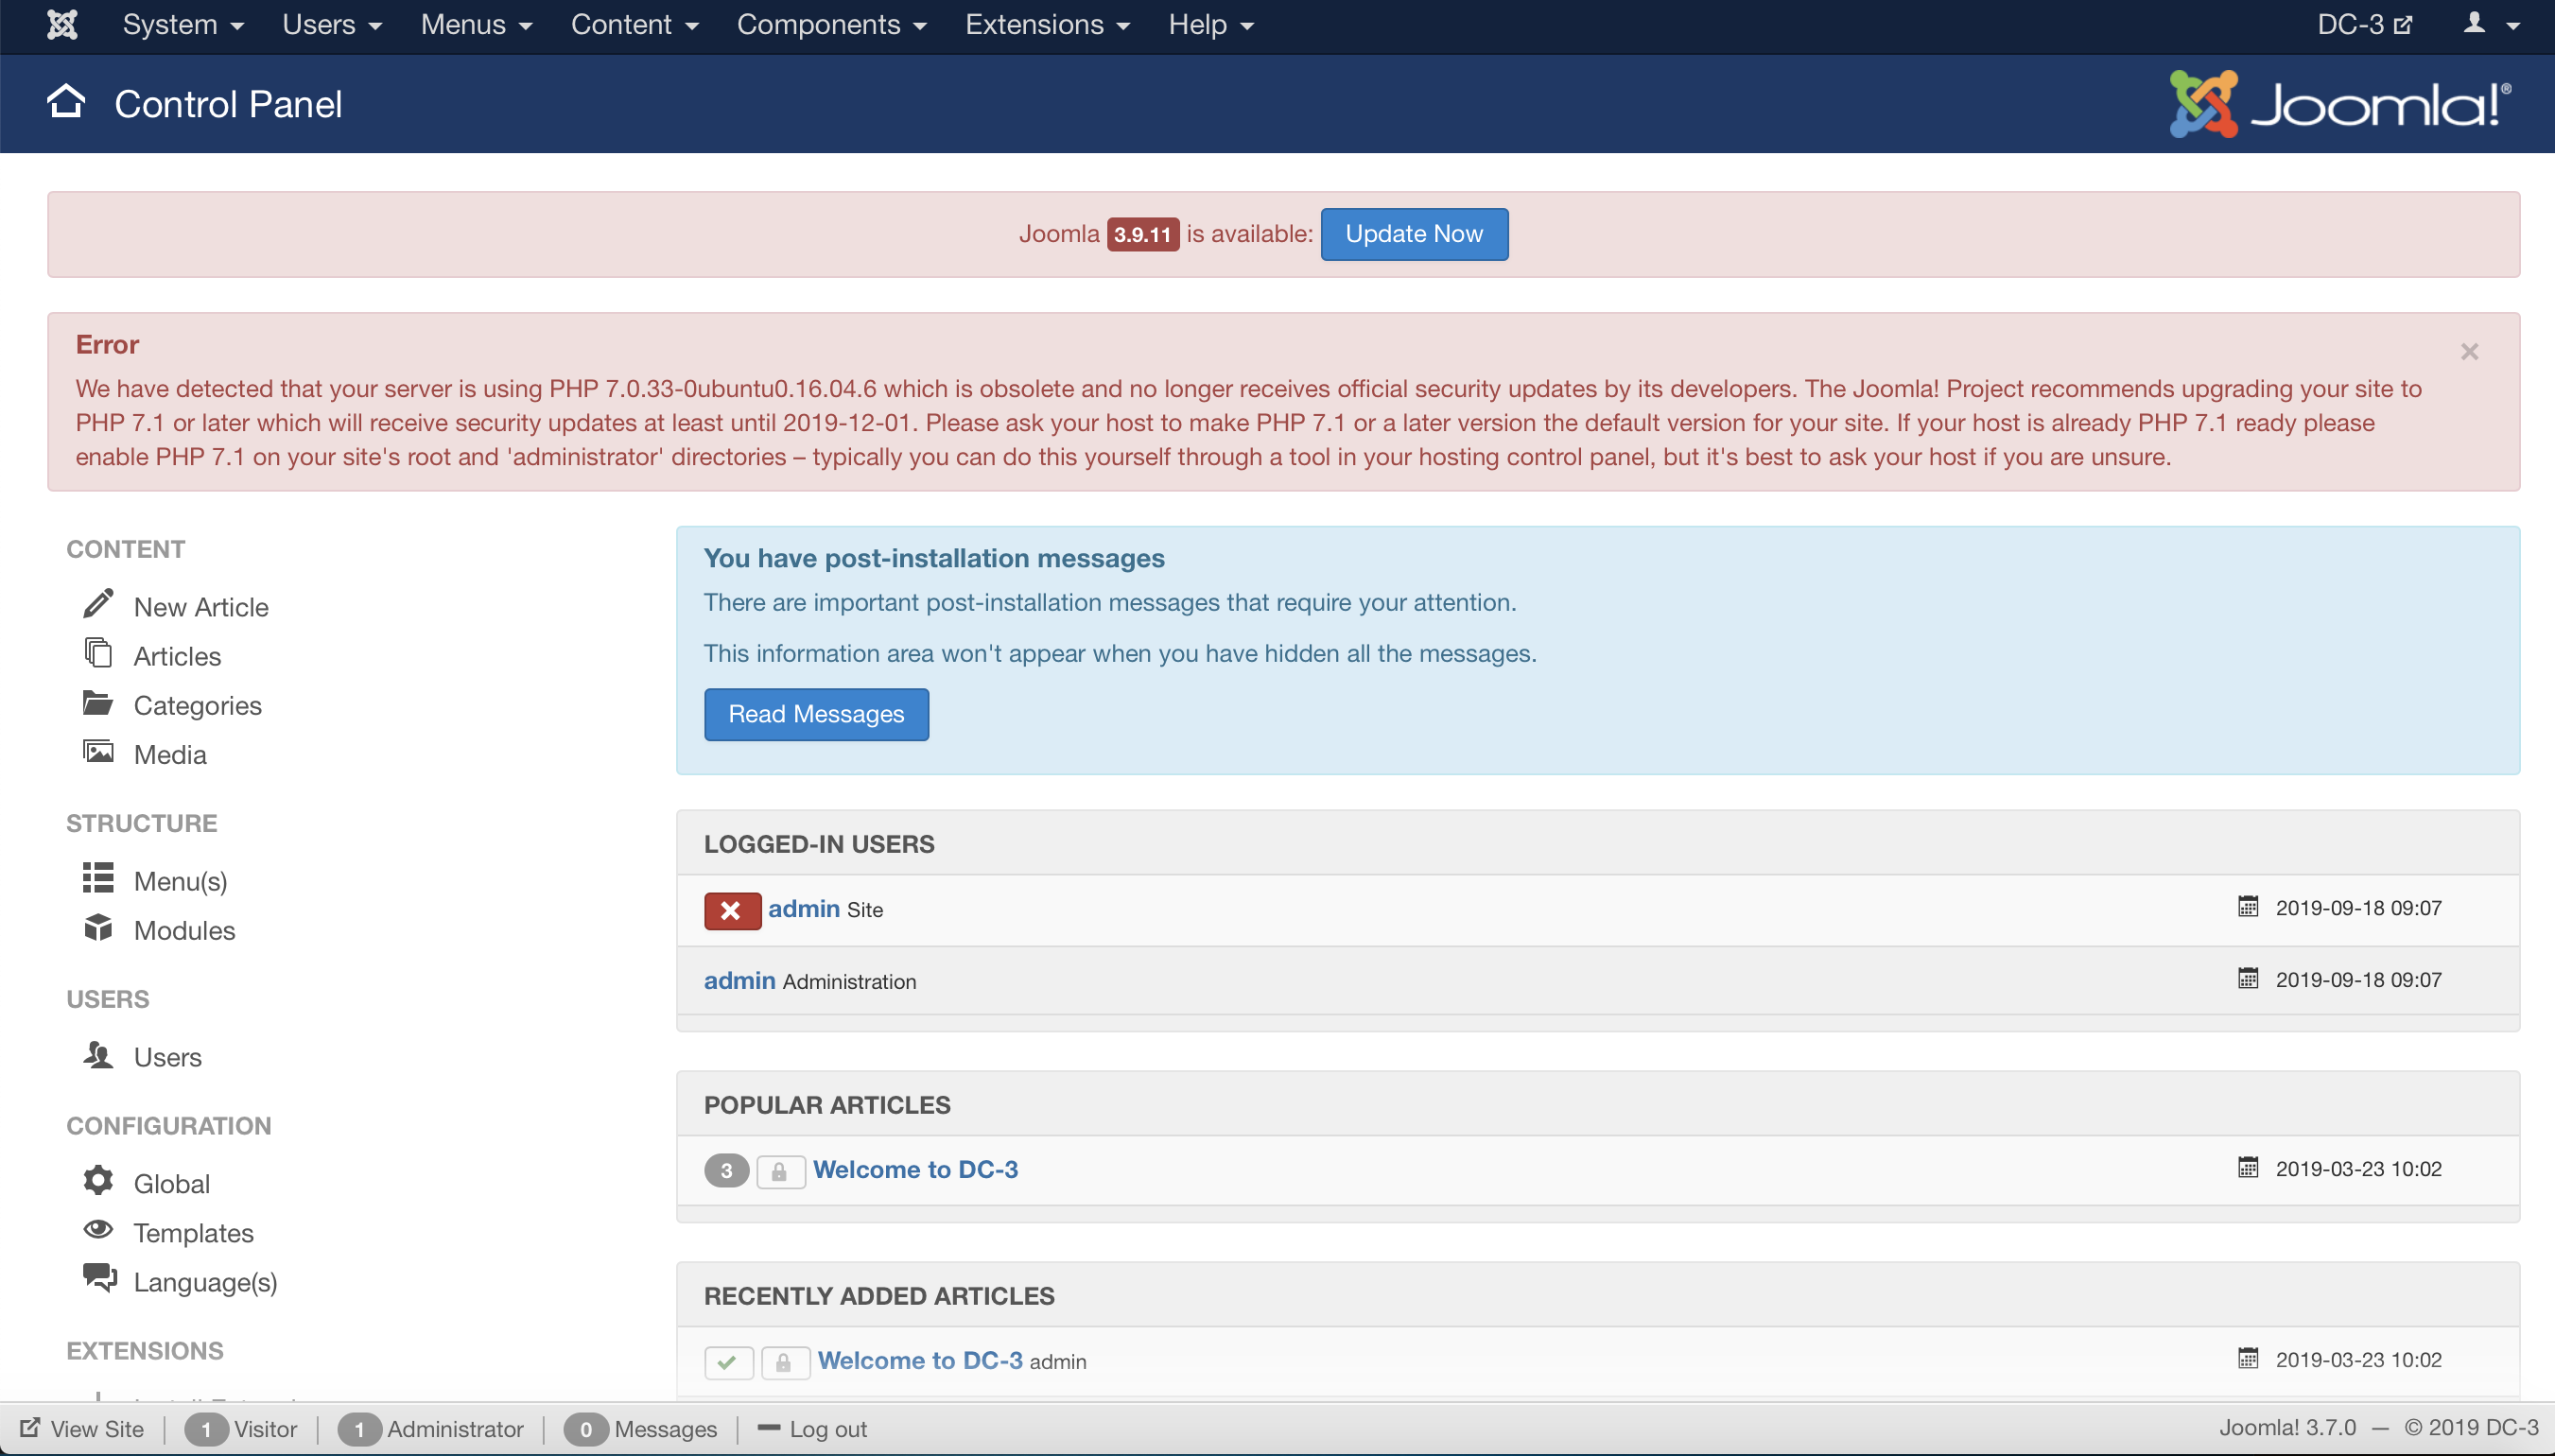 System Users Menus Content Components Extensions Help DC-3
Control Panel
Joomla!®
Joomla 3.9.11 is available: Update Now
Error
We have detected that your server is using PHP 7.0.33-0ubuntu0.16.04.6 which is obsolete and no longer receives official security updates by its developers. The Joomla! Project recommends upgrading your site to
PHP 7.1 or later which will receive security updates at least until 2019-12-01. Please ask your host to make PHP 7.1 or a later version the default version for your site. If your host is already PHP 7.1 ready please
enable PHP 7.1 on your site's root and 'administrator' directories – typically you can do this yourself through a tool in your hosting control panel, but it's best to ask your host if you are unsure.
CONTENT
New Article
Articles
Categories
Media
STRUCTURE
Menu(s)
Modules
USERS
Users
CONFIGURATION
Global
Templates
Language(s)
EXTENSIONS
You have post-installation messages
There are important post-installation messages that require your attention.
This information area won't appear when you have hidden all the messages.
Read Messages
LOGGED-IN USERS
admin Site 2019-09-18 09:07
admin Administration 2019-09-18 09:07
POPULAR ARTICLES
3 Welcome to DC-3 2019-03-23 10:02
RECENTLY ADDED ARTICLES
Welcome to DC-3 admin 2019-03-23 10:02
View Site 1 Visitor 1 Administrator 0 Messages Log out Joomla! 3.7.0 — © 2019 DC-3